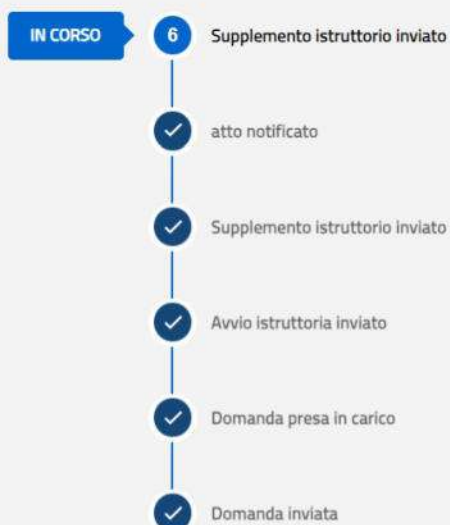 IN CORSO
6
Supplemento istruttorio inviato
atto notificato
Supplemento istruttorio inviato
Avvio istruttoria inviato
Domanda presa in carico
Domanda inviata